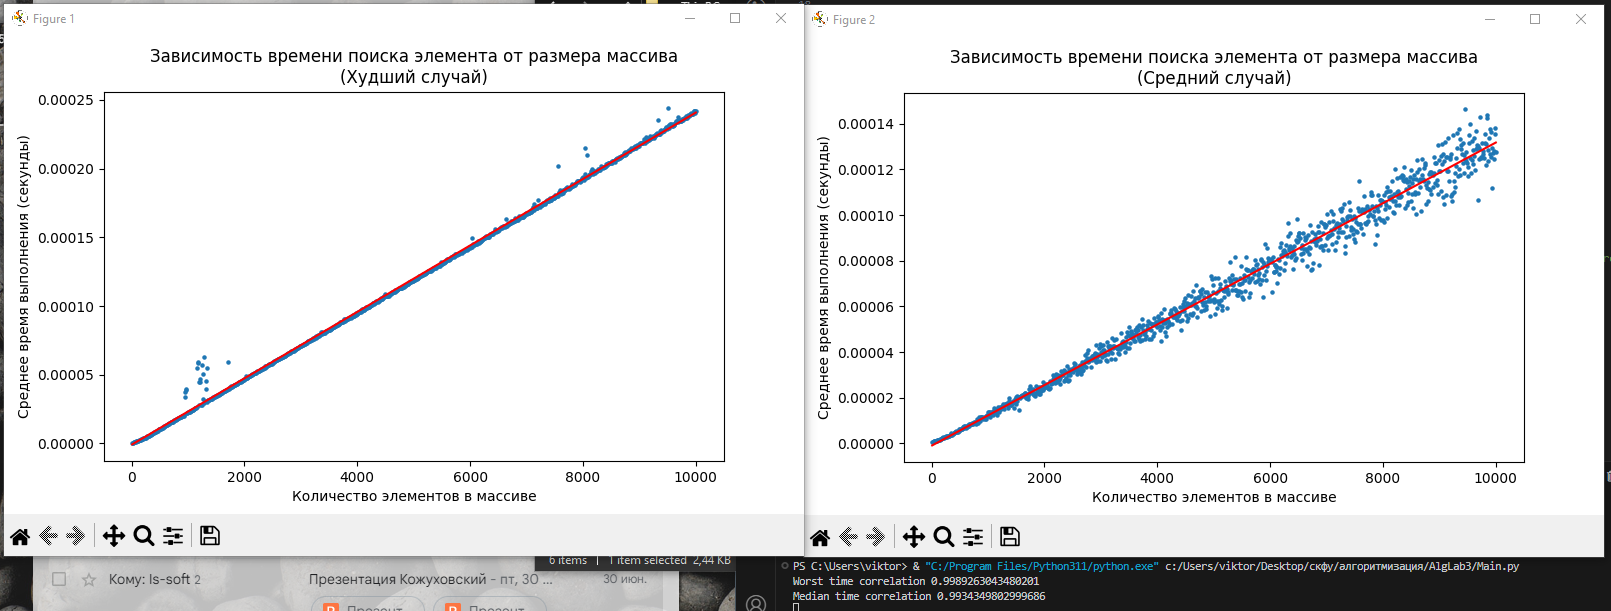 Figure 1
Зависимость времени поиска элемента от размера массива
(Худший случай)
Среднее время выполнения (секунды)
0.00025
0.00020
0.00015
0.00010
0.00005
0.00000
0
2000
4000
6000
8000
10000
Количество элементов в массиве
Figure 2
Зависимость времени поиска элемента от размера массива
(Средний случай)
Среднее время выполнения (секунды)
0.00014
0.00012
0.00010
0.00008
0.00006
0.00004
0.00002
0.00000
0
2000
4000
6000
8000
10000
Количество элементов в массиве
6 items | 1 item selected 2,44 KB
Кому: ls-soft 2
Презентация Кожуховский - пт, 30 ...
30 июн.
PS C:\Users\viktor> & "C:/Program Files/Python311/python.exe" c:/Users/viktor/Desktop/скфу/алгоритмизация/AlgLab3/Main.py
Worst time correlation 0.9989263043480201
Median time correlation 0.9934349802999686